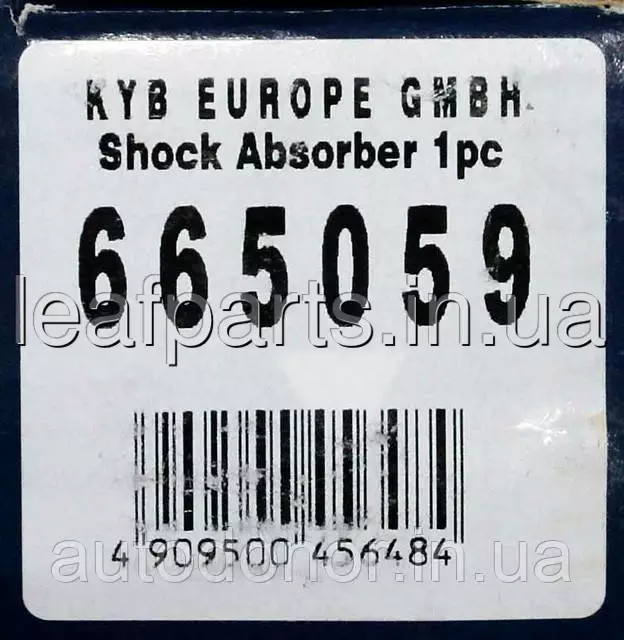 KYB EUROPE GMBH
Shock Absorber 1pc
665059
leafparts.in.ua
4 909500 456484
autodonor.in.ua